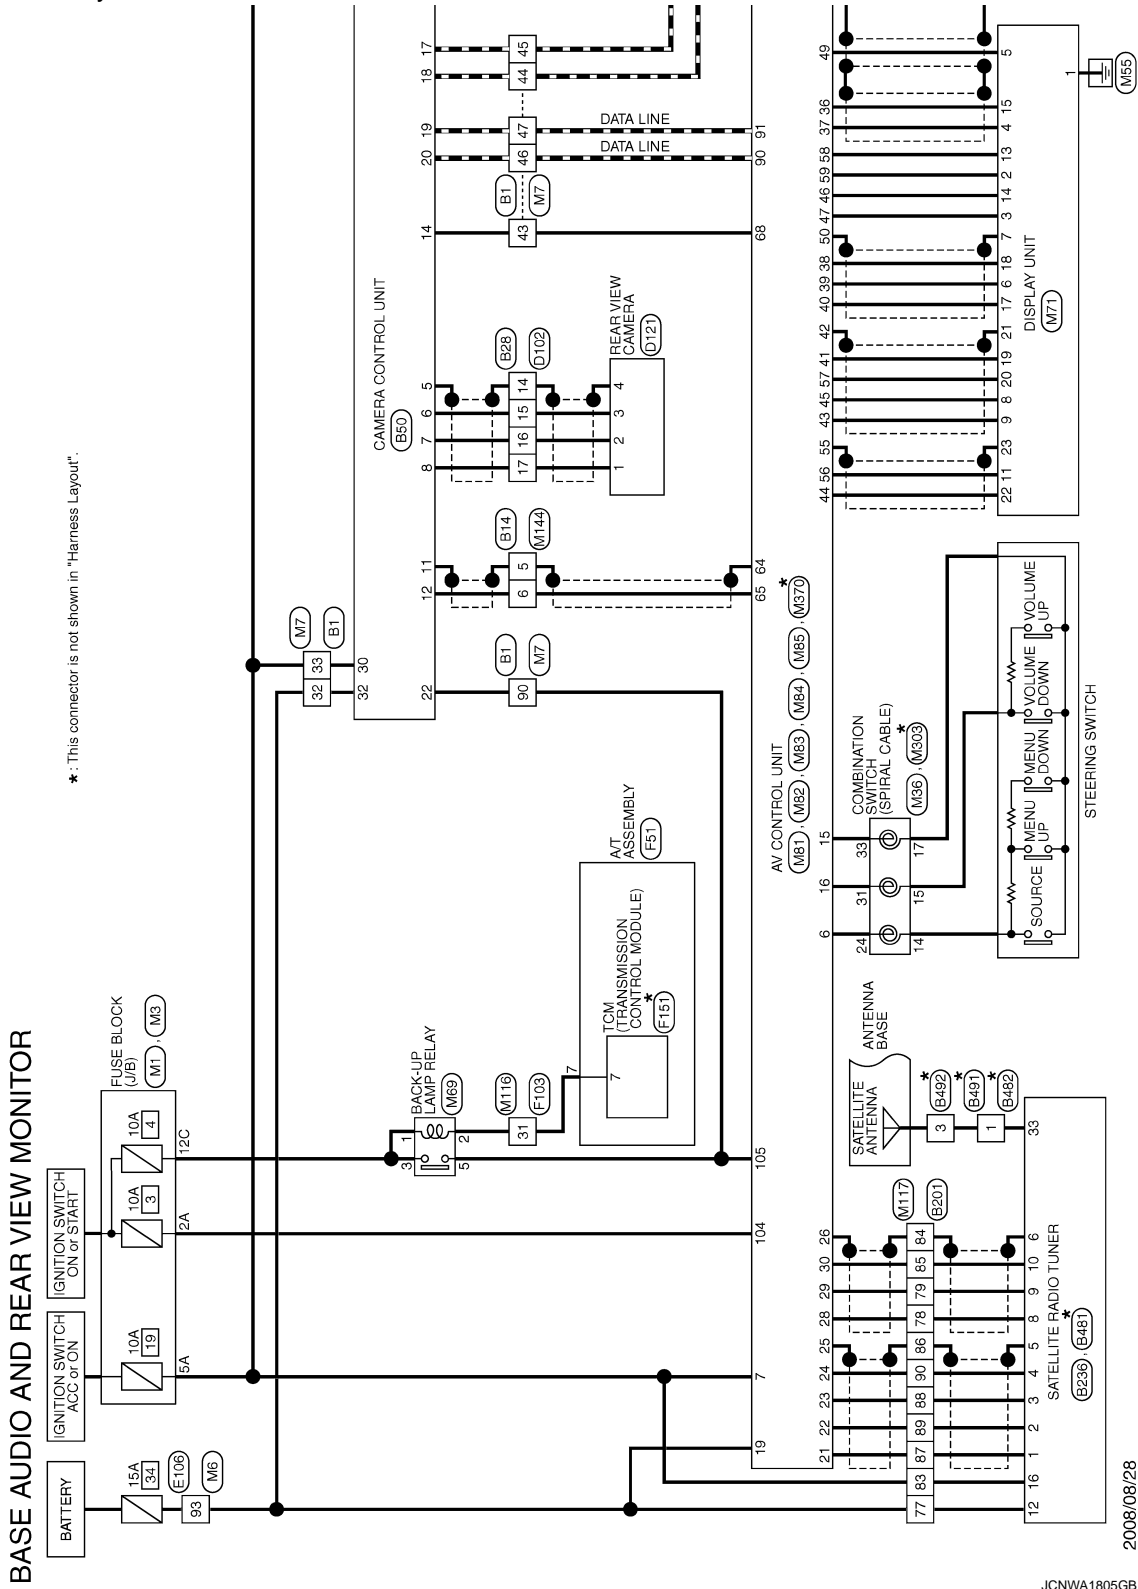 BASE AUDIO AND REAR VIEW MONITOR
✱ : This connector is not shown in "Harness Layout".
BATTERY
15A
34
E106
93
M6
IGNITION SWITCH
ACC or ON
IGNITION SWITCH
ON or START
10A
19
10A
3
10A
4
FUSE BLOCK
(J/B)
M1 , M3
5A
2A
12C
M7
32 33
B1
32 30
CAMERA CONTROL UNIT
B50
22 12 11 8 7 6 5 14 20 19 18 17
B1
90
M7
B14
6 5
M144
65 64
B28
17 16 15 14
D102
1 2 3 4
REAR VIEW
CAMERA
D121
B1
43 46 47 44 45
M7
DATA LINE
DATA LINE
68 90 91
BACK-UP
LAMP RELAY
M69
1 3
2 5
M116
31
F103
A/T
ASSEMBLY
F51
7
7
TCM
(TRANSMISSION
CONTROL MODULE)
✱
F151
19 7 104 105
AV CONTROL UNIT
M81 , M82 , M83 , M84 , M85 , ✱ M370
21 22 23 24 25 28 29 30 26
M117
77 83 87 89 88 90 86 78 79 85 84
B201
12 16 1 2 3 4 5 8 9 10 6
SATELLITE RADIO TUNER
B236 , ✱ B481
SATELLITE
ANTENNA
ANTENNA
BASE
3
✱ B492
✱ B491
1
✱ B482
33
6 16 15
24 31 33
14 15 17
COMBINATION
SWITCH
(SPIRAL CABLE)
M36 , ✱ M303
SOURCE
MENU
UP
MENU
DOWN
VOLUME
DOWN
VOLUME
UP
STEERING SWITCH
44 56 55 43 45 57 41 42 40 39 38 50 47 46 59 58 37 36 49
22 11 23 9 8 20 19 21 17 6 18 7 3 14 2 13 4 15 5
DISPLAY UNIT
M71
1
M55
2008/08/28
JCNWA1805GB